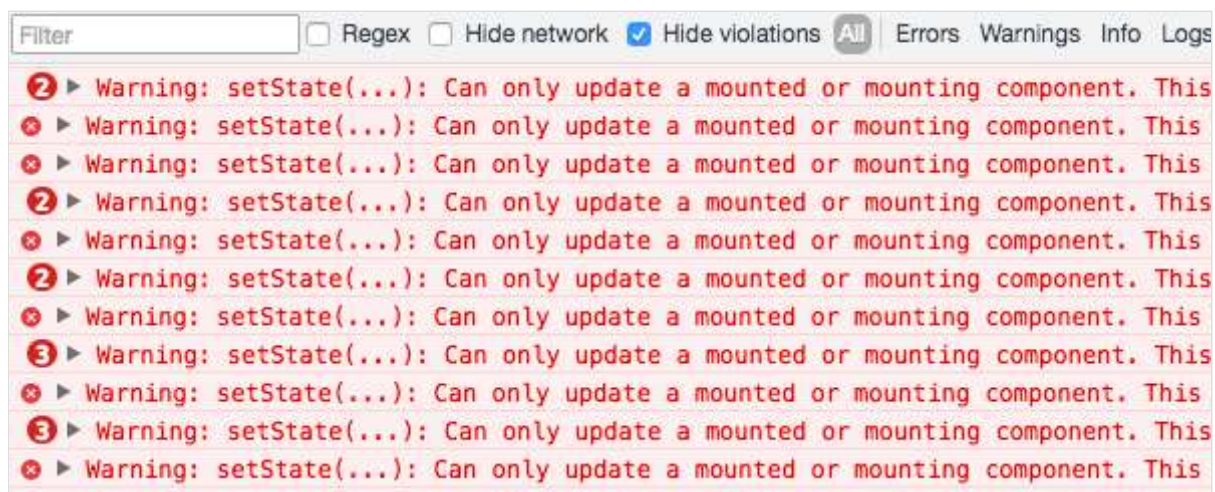 Filter Regex Hide network Hide violations All Errors Warnings Info Logs
2 Warning: setState(...): Can only update a mounted or mounting component. This
Warning: setState(...): Can only update a mounted or mounting component. This
Warning: setState(...): Can only update a mounted or mounting component. This
2 Warning: setState(...): Can only update a mounted or mounting component. This
Warning: setState(...): Can only update a mounted or mounting component. This
2 Warning: setState(...): Can only update a mounted or mounting component. This
Warning: setState(...): Can only update a mounted or mounting component. This
3 Warning: setState(...): Can only update a mounted or mounting component. This
Warning: setState(...): Can only update a mounted or mounting component. This
3 Warning: setState(...): Can only update a mounted or mounting component. This
Warning: setState(...): Can only update a mounted or mounting component. This